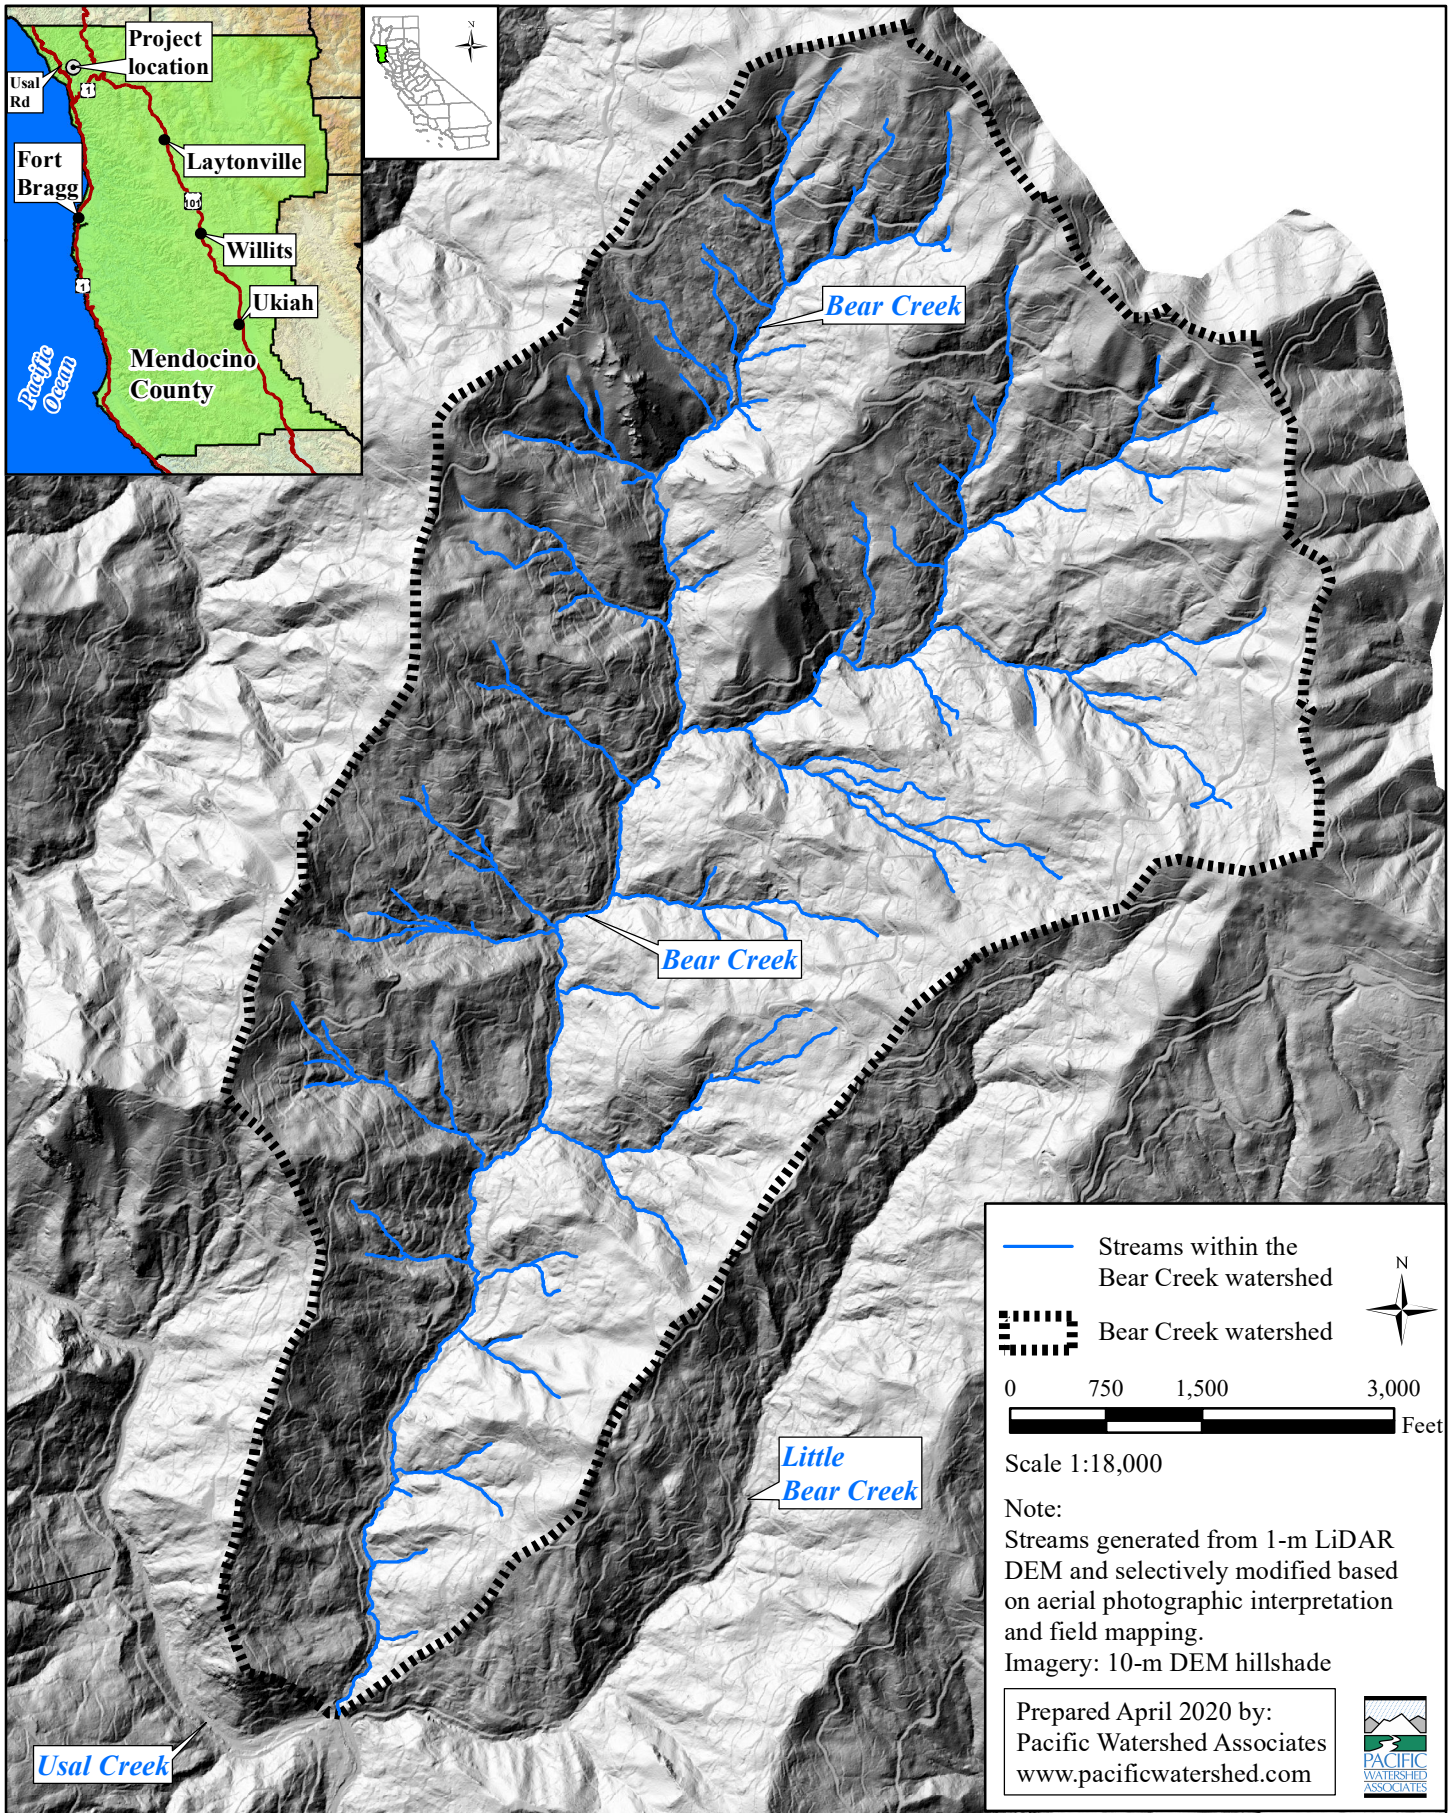 Project
location
Usal
Rd
1
Laytonville
Fort
Bragg
101
Willits
1
Ukiah
Mendocino
County
Pacific
Ocean
N
Bear Creek
Bear Creek
Little
Bear Creek
Usal Creek
Streams within the
Bear Creek watershed
N
Bear Creek watershed
0 750 1,500 3,000
Feet
Scale 1:18,000
Note:
Streams generated from 1-m LiDAR
DEM and selectively modified based
on aerial photographic interpretation
and field mapping.
Imagery: 10-m DEM hillshade
Prepared April 2020 by:
Pacific Watershed Associates
www.pacificwatershed.com
PACIFIC
WATERSHED
ASSOCIATES